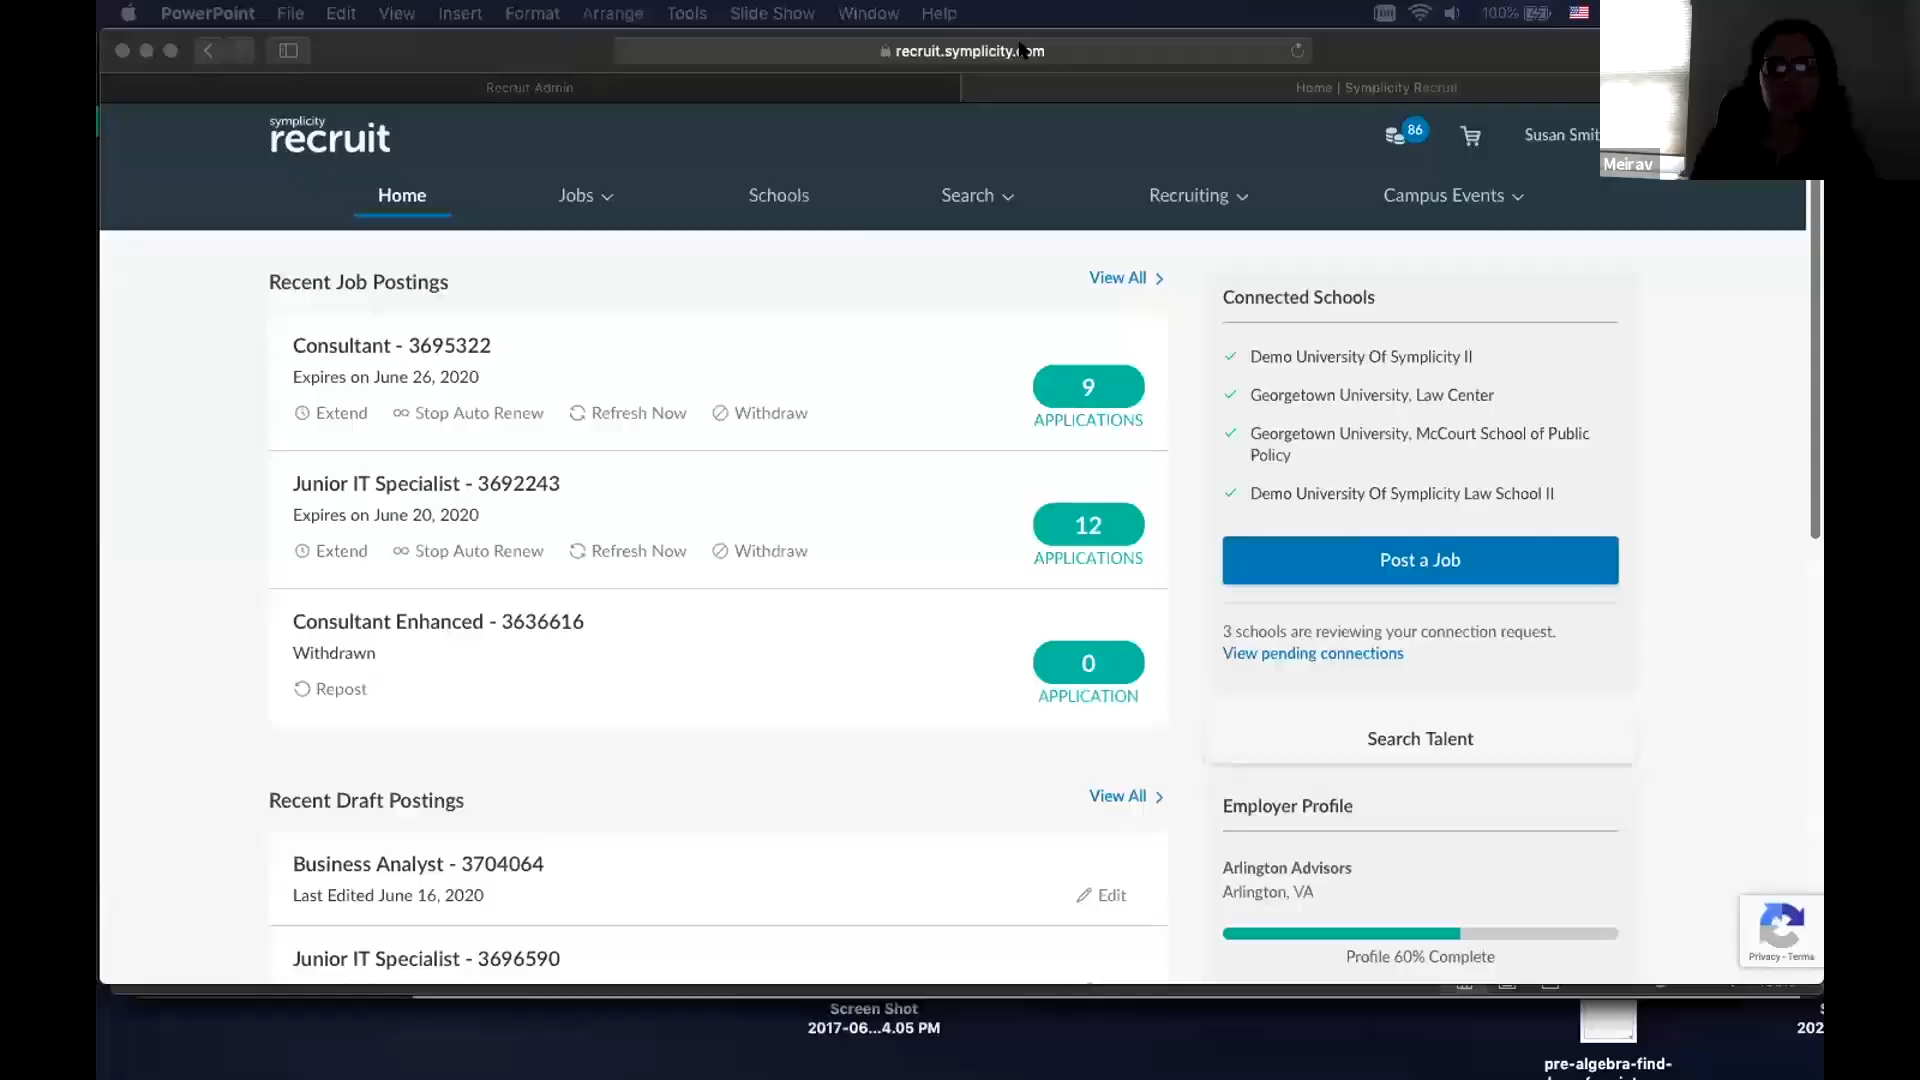 PowerPoint File Edit View Insert Format Arrange Tools Slide Show Window Help 100%
recruit.symplicity.com
Recruit Admin
Home | Symplicity Recruit
Meirav
symplicity
recruit
86
Susan Smit
Home Jobs Schools Search Recruiting Campus Events
Recent Job Postings
View All
Consultant - 3695322
Expires on June 26, 2020
Extend Stop Auto Renew Refresh Now Withdraw
9
APPLICATIONS
Junior IT Specialist - 3692243
Expires on June 20, 2020
Extend Stop Auto Renew Refresh Now Withdraw
12
APPLICATIONS
Consultant Enhanced - 3636616
Withdrawn
Repost
0
APPLICATION
Recent Draft Postings
View All
Business Analyst - 3704064
Last Edited June 16, 2020
Edit
Junior IT Specialist - 3696590
Connected Schools
Demo University Of Symplicity II
Georgetown University, Law Center
Georgetown University, McCourt School of Public
Policy
Demo University Of Symplicity Law School II
Post a Job
3 schools are reviewing your connection request.
View pending connections
Search Talent
Employer Profile
Arlington Advisors
Arlington, VA
Profile 60% Complete
Privacy - Terms
Screen Shot
2017-06...4.05 PM
202
pre-algebra-find-